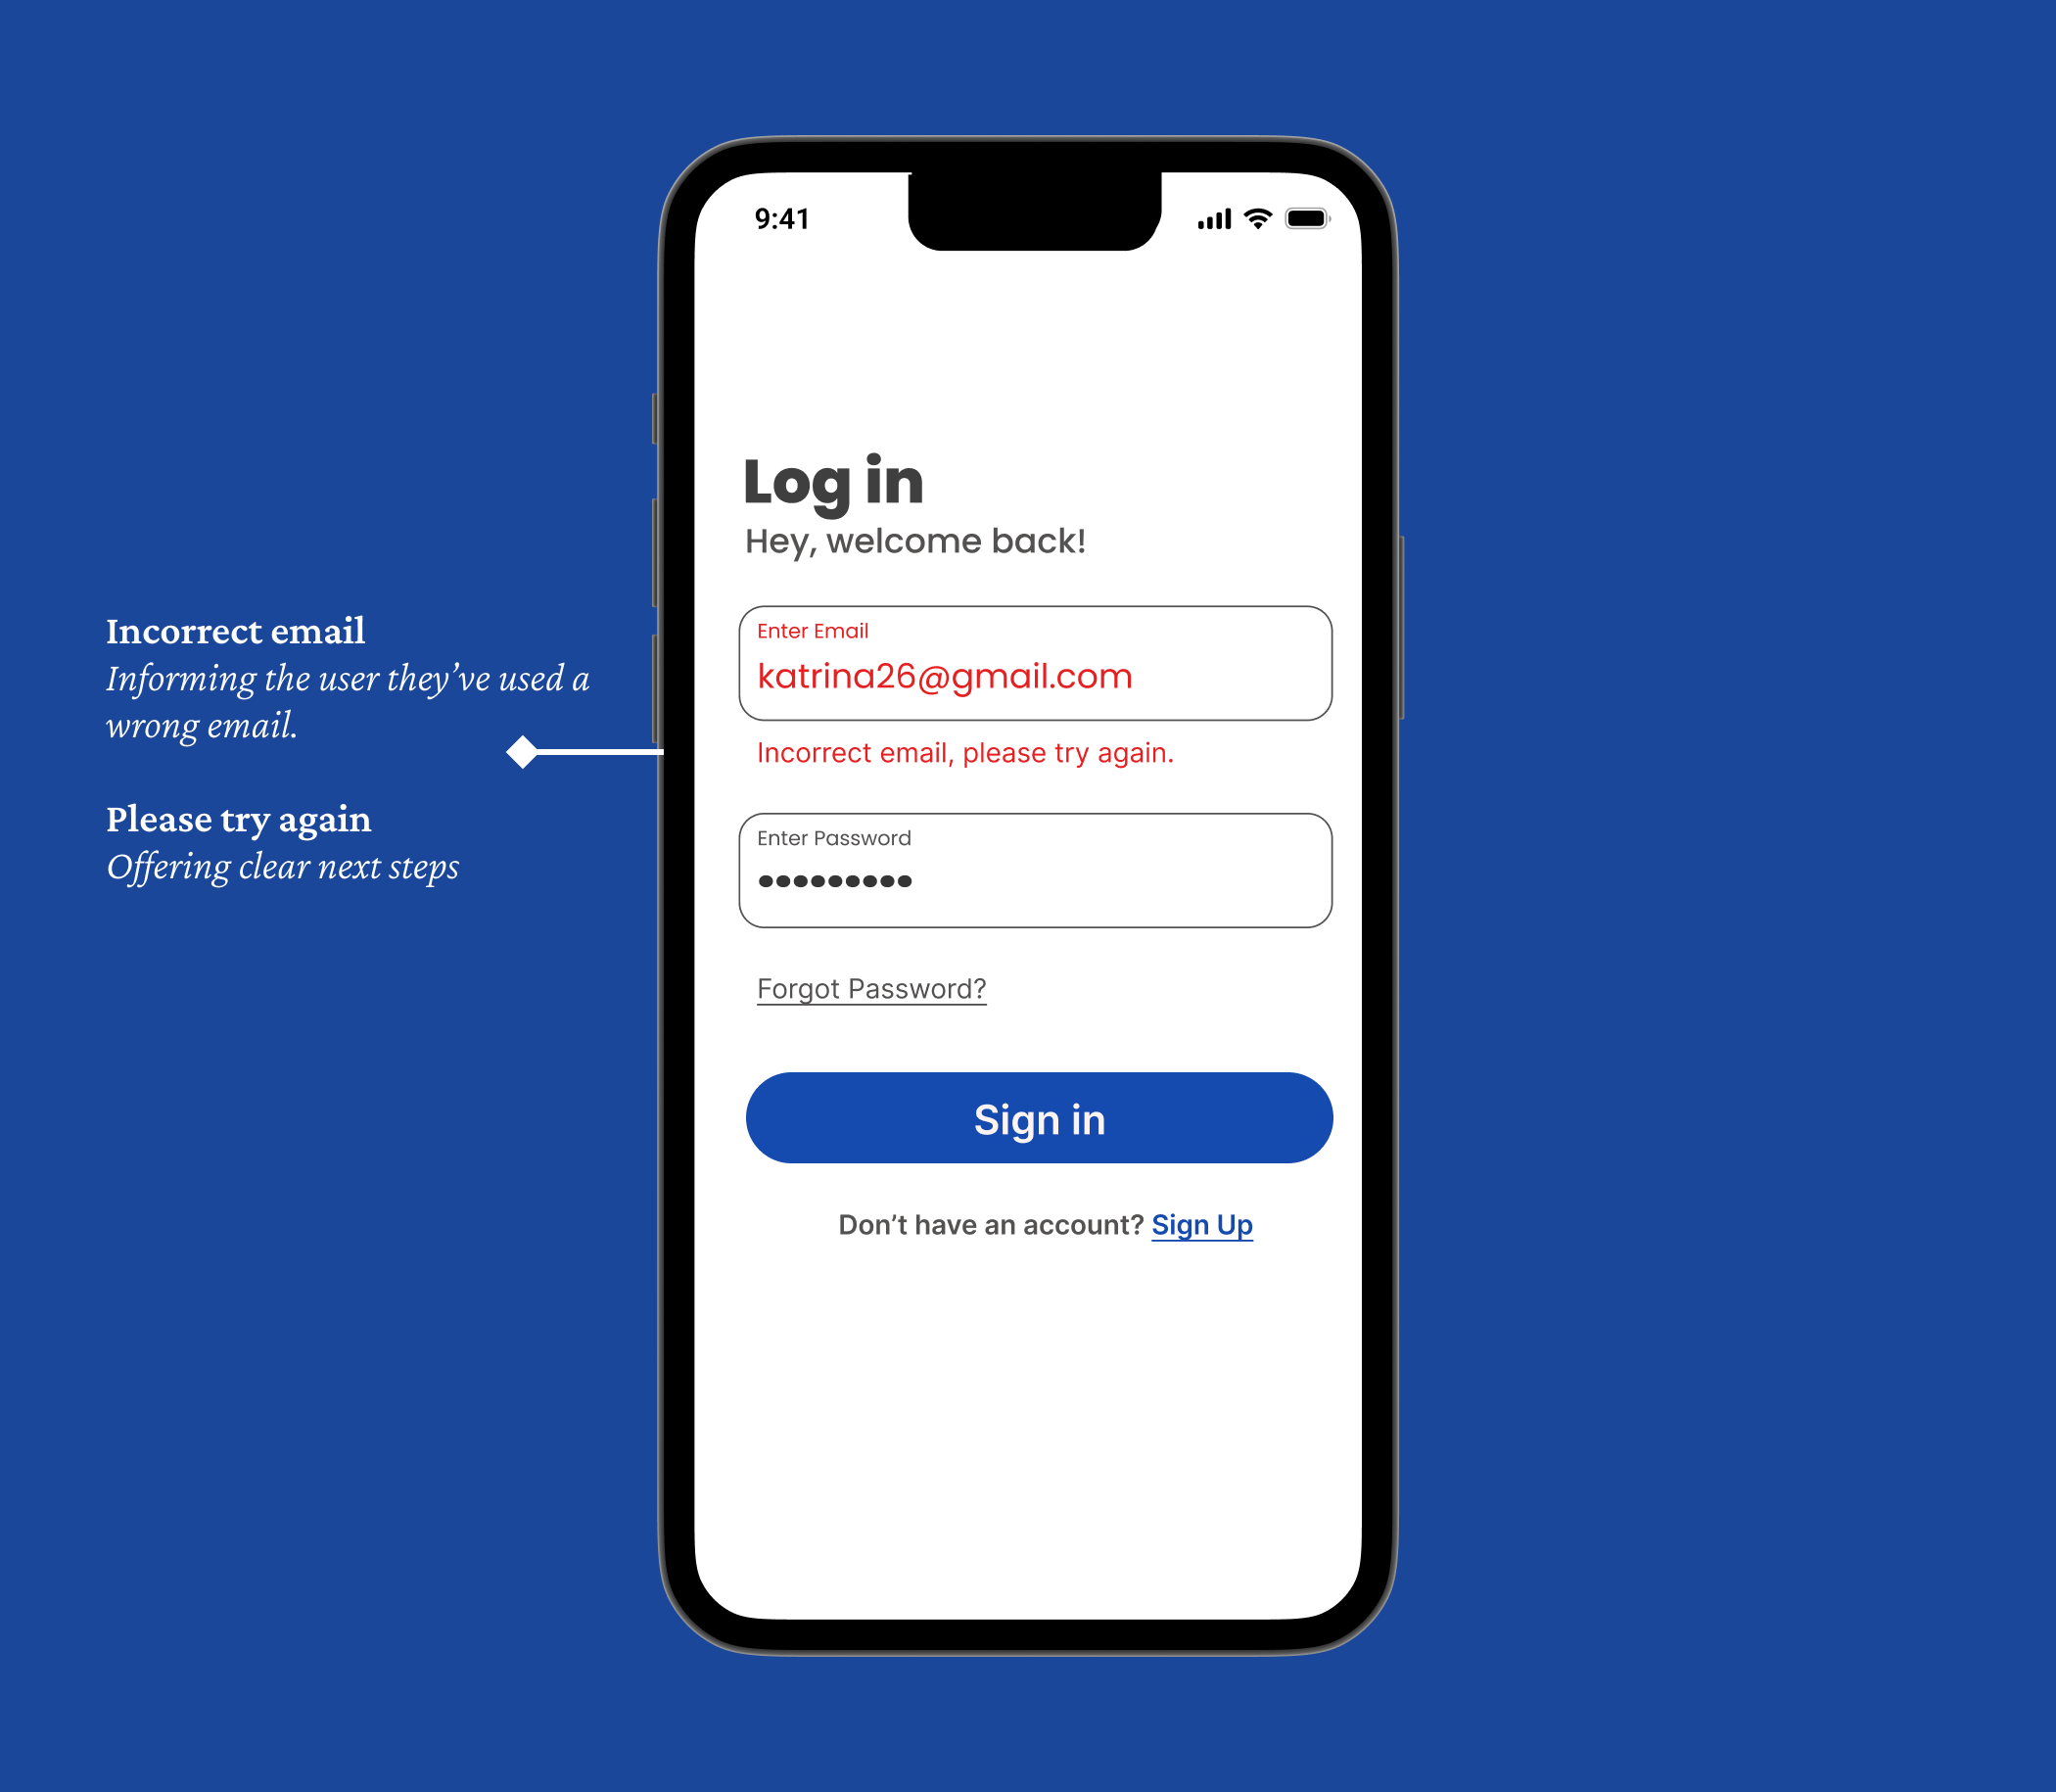 Incorrect email
Informing the user they’ve used a
wrong email.
Please try again
Offering clear next steps
9:41
Log in
Hey, welcome back!
Enter Email
katrina26@gmail.com
Incorrect email, please try again.
Enter Password
•••••••••
Forgot Password?
Sign in
Don’t have an account? Sign Up